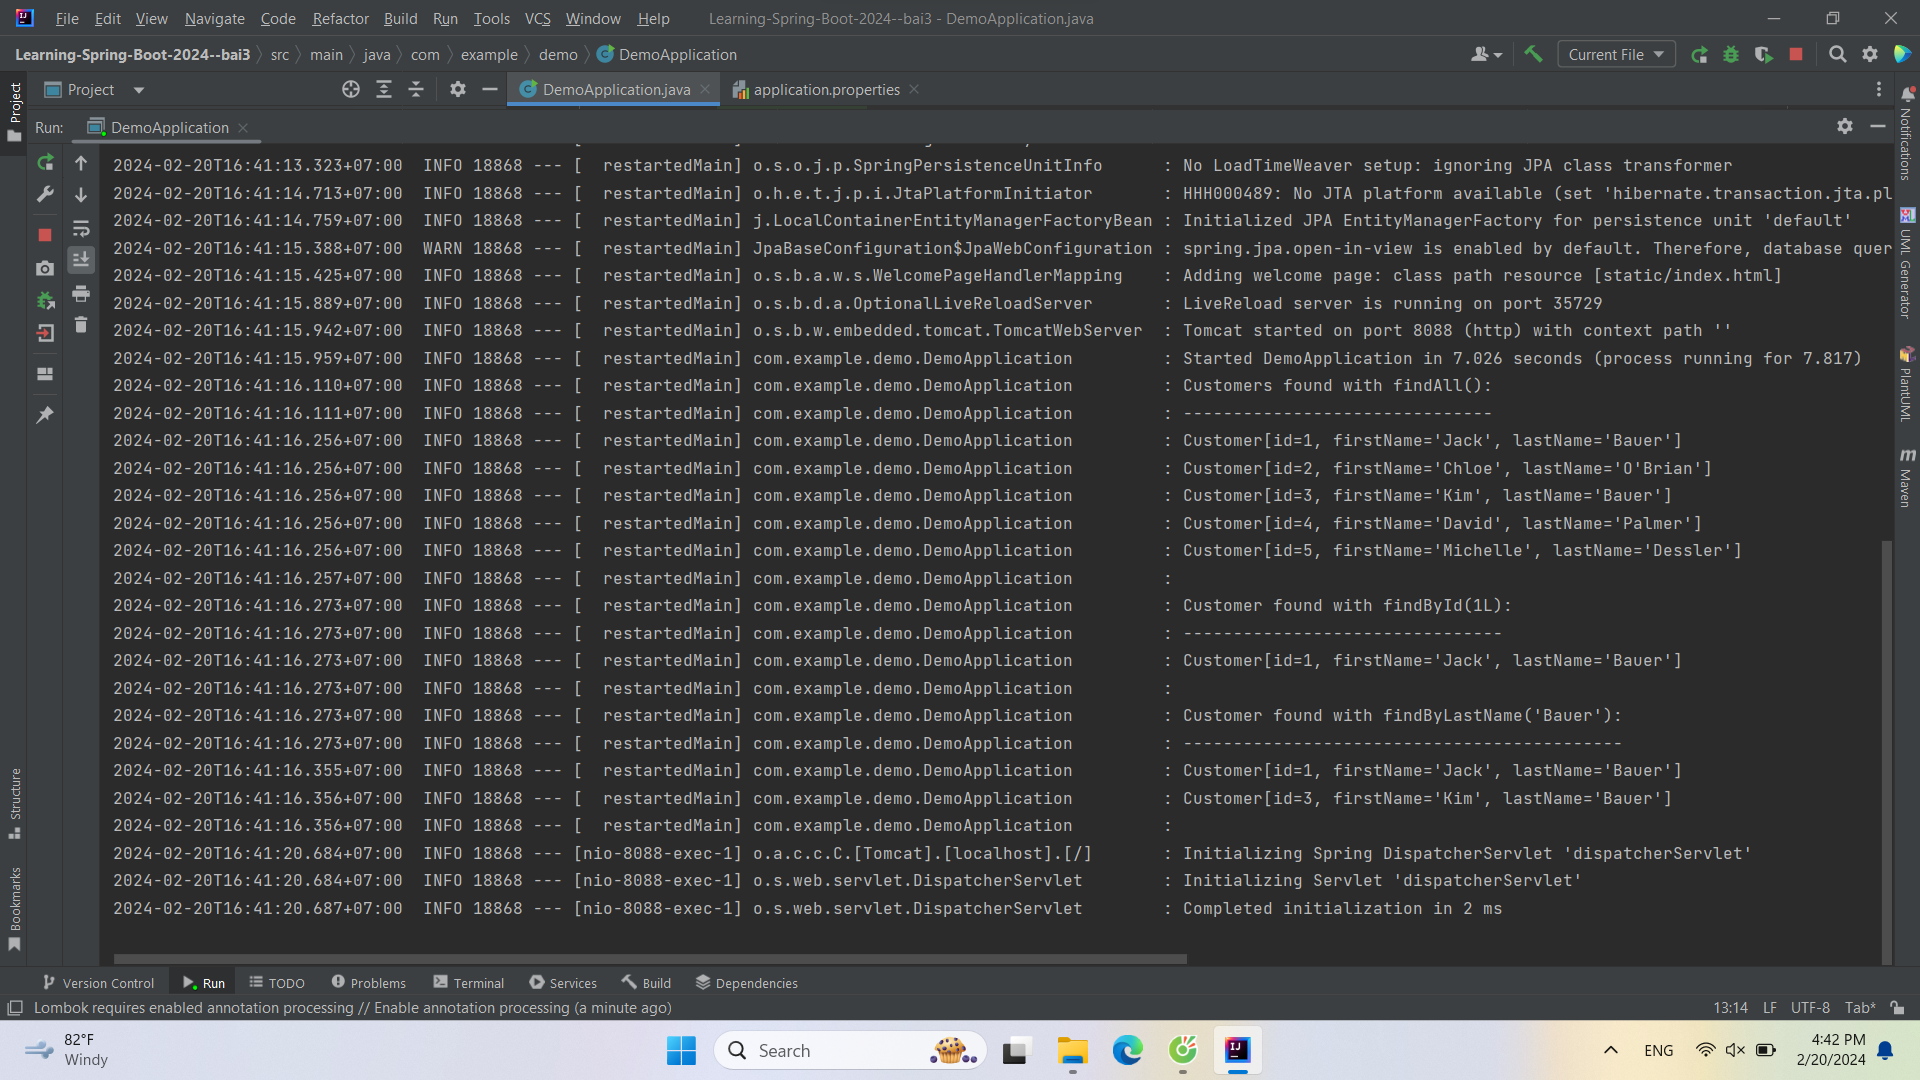 File Edit View Navigate Code Refactor Build Run Tools VCS Window Help Learning-Spring-Boot-2024--bai3 - DemoApplication.java
Learning-Spring-Boot-2024--bai3 src main java com example demo DemoApplication Current File
Project DemoApplication.java application.properties
Run: DemoApplication
2024-02-20T16:41:13.323+07:00  INFO 18868 --- [  restartedMain] o.s.o.j.p.SpringPersistenceUnitInfo      : No LoadTimeWeaver setup: ignoring JPA class transformer
2024-02-20T16:41:14.713+07:00  INFO 18868 --- [  restartedMain] o.h.e.t.j.p.i.JtaPlatformInitiator       : HHH000489: No JTA platform available (set 'hibernate.transaction.jta.pl
2024-02-20T16:41:14.759+07:00  INFO 18868 --- [  restartedMain] j.LocalContainerEntityManagerFactoryBean : Initialized JPA EntityManagerFactory for persistence unit 'default'
2024-02-20T16:41:15.388+07:00  WARN 18868 --- [  restartedMain] JpaBaseConfiguration$JpaWebConfiguration : spring.jpa.open-in-view is enabled by default. Therefore, database quer
2024-02-20T16:41:15.425+07:00  INFO 18868 --- [  restartedMain] o.s.b.a.w.s.WelcomePageHandlerMapping    : Adding welcome page: class path resource [static/index.html]
2024-02-20T16:41:15.889+07:00  INFO 18868 --- [  restartedMain] o.s.b.d.a.OptionalLiveReloadServer       : LiveReload server is running on port 35729
2024-02-20T16:41:15.942+07:00  INFO 18868 --- [  restartedMain] o.s.b.w.embedded.tomcat.TomcatWebServer  : Tomcat started on port 8088 (http) with context path ''
2024-02-20T16:41:15.959+07:00  INFO 18868 --- [  restartedMain] com.example.demo.DemoApplication         : Started DemoApplication in 7.026 seconds (process running for 7.817)
2024-02-20T16:41:16.110+07:00  INFO 18868 --- [  restartedMain] com.example.demo.DemoApplication         : Customers found with findAll():
2024-02-20T16:41:16.111+07:00  INFO 18868 --- [  restartedMain] com.example.demo.DemoApplication         : -------------------------------
2024-02-20T16:41:16.256+07:00  INFO 18868 --- [  restartedMain] com.example.demo.DemoApplication         : Customer[id=1, firstName='Jack', lastName='Bauer']
2024-02-20T16:41:16.256+07:00  INFO 18868 --- [  restartedMain] com.example.demo.DemoApplication         : Customer[id=2, firstName='Chloe', lastName='O'Brian']
2024-02-20T16:41:16.256+07:00  INFO 18868 --- [  restartedMain] com.example.demo.DemoApplication         : Customer[id=3, firstName='Kim', lastName='Bauer']
2024-02-20T16:41:16.256+07:00  INFO 18868 --- [  restartedMain] com.example.demo.DemoApplication         : Customer[id=4, firstName='David', lastName='Palmer']
2024-02-20T16:41:16.256+07:00  INFO 18868 --- [  restartedMain] com.example.demo.DemoApplication         : Customer[id=5, firstName='Michelle', lastName='Dessler']
2024-02-20T16:41:16.257+07:00  INFO 18868 --- [  restartedMain] com.example.demo.DemoApplication         :
2024-02-20T16:41:16.273+07:00  INFO 18868 --- [  restartedMain] com.example.demo.DemoApplication         : Customer found with findById(1L):
2024-02-20T16:41:16.273+07:00  INFO 18868 --- [  restartedMain] com.example.demo.DemoApplication         : --------------------------------
2024-02-20T16:41:16.273+07:00  INFO 18868 --- [  restartedMain] com.example.demo.DemoApplication         : Customer[id=1, firstName='Jack', lastName='Bauer']
2024-02-20T16:41:16.273+07:00  INFO 18868 --- [  restartedMain] com.example.demo.DemoApplication         :
2024-02-20T16:41:16.273+07:00  INFO 18868 --- [  restartedMain] com.example.demo.DemoApplication         : Customer found with findByLastName('Bauer'):
2024-02-20T16:41:16.273+07:00  INFO 18868 --- [  restartedMain] com.example.demo.DemoApplication         : --------------------------------------------
2024-02-20T16:41:16.355+07:00  INFO 18868 --- [  restartedMain] com.example.demo.DemoApplication         : Customer[id=1, firstName='Jack', lastName='Bauer']
2024-02-20T16:41:16.356+07:00  INFO 18868 --- [  restartedMain] com.example.demo.DemoApplication         : Customer[id=3, firstName='Kim', lastName='Bauer']
2024-02-20T16:41:16.356+07:00  INFO 18868 --- [  restartedMain] com.example.demo.DemoApplication         :
2024-02-20T16:41:20.684+07:00  INFO 18868 --- [nio-8088-exec-1] o.a.c.c.C.[Tomcat].[localhost].[/]       : Initializing Spring DispatcherServlet 'dispatcherServlet'
2024-02-20T16:41:20.684+07:00  INFO 18868 --- [nio-8088-exec-1] o.s.web.servlet.DispatcherServlet        : Initializing Servlet 'dispatcherServlet'
2024-02-20T16:41:20.687+07:00  INFO 18868 --- [nio-8088-exec-1] o.s.web.servlet.DispatcherServlet        : Completed initialization in 2 ms
Project
Structure
Bookmarks
Notifications
UML Generator
PlantUML
Maven
Version Control Run TODO Problems Terminal Services Build Dependencies
Lombok requires enabled annotation processing // Enable annotation processing (a minute ago) 13:14 LF UTF-8 Tab*
82°F
Windy
Search
ENG
4:42 PM
2/20/2024